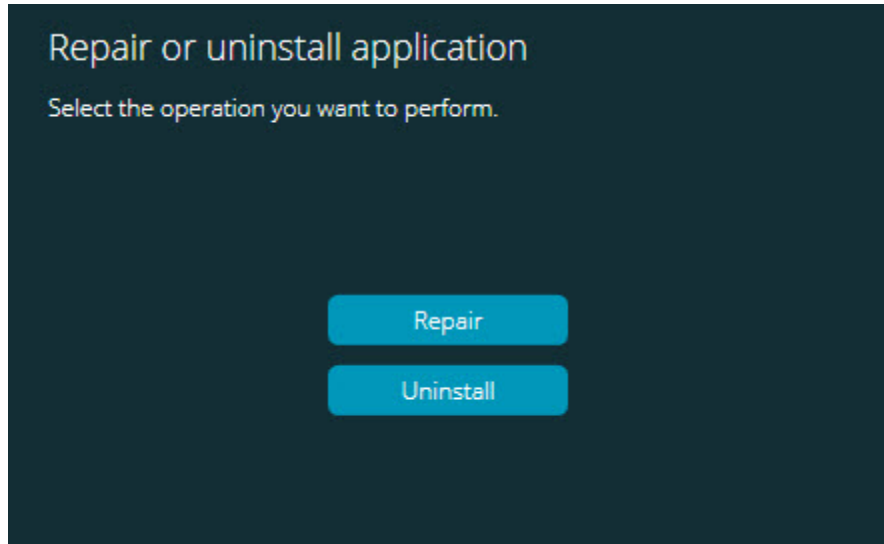 Repair or uninstall application
Select the operation you want to perform.
Repair
Uninstall